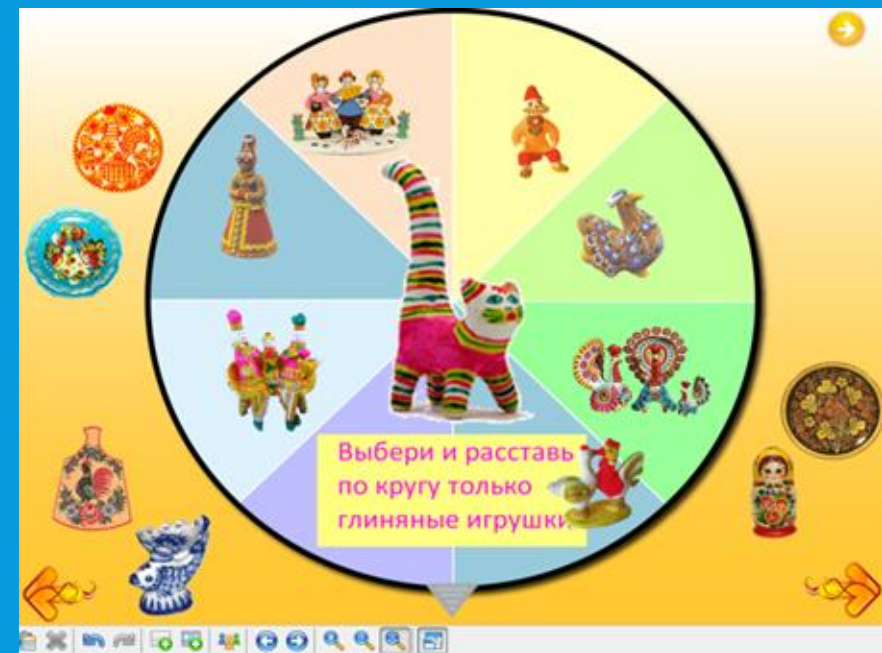 Выбери и расставь
по кругу только
глиняные игрушки